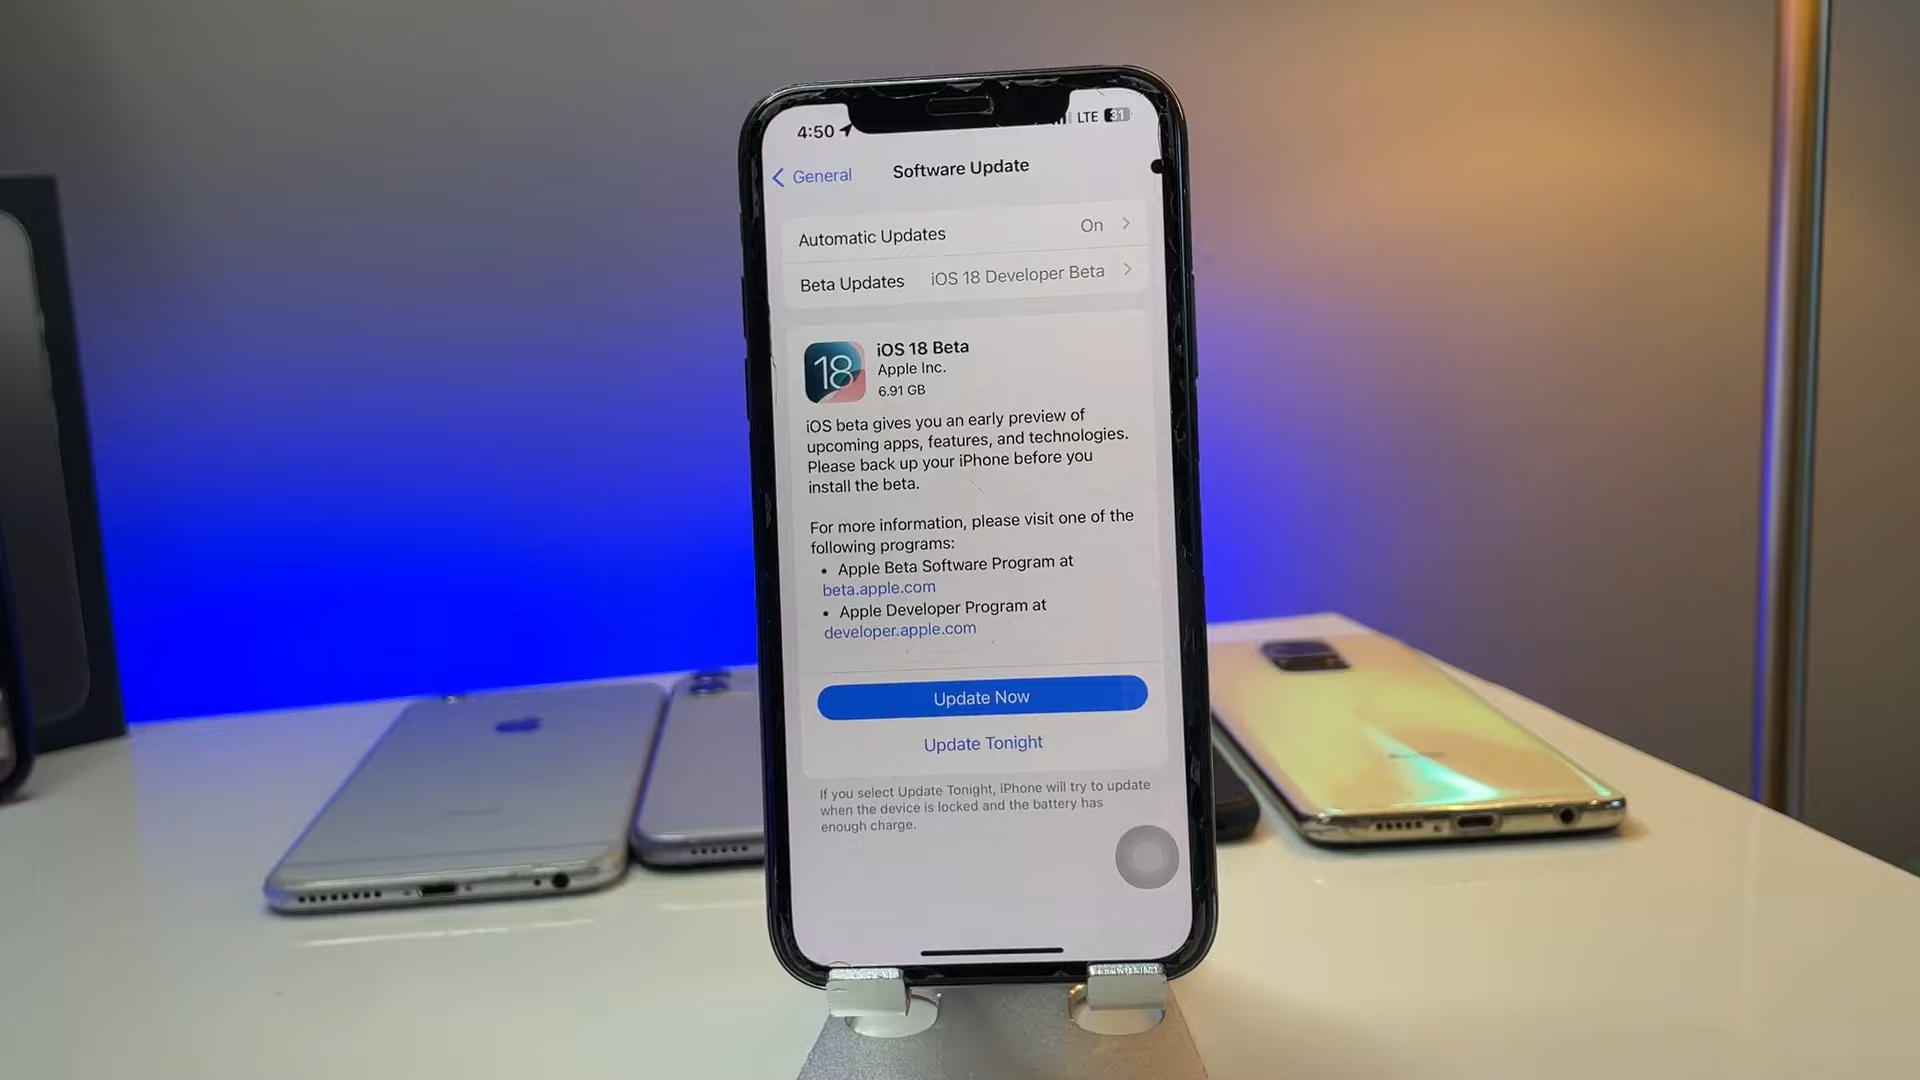 4:50
LTE 31
General
Software Update
Automatic Updates On
Beta Updates iOS 18 Developer Beta
18
iOS 18 Beta
Apple Inc.
6.91 GB
iOS beta gives you an early preview of
upcoming apps, features, and technologies.
Please back up your iPhone before you
install the beta.
For more information, please visit one of the
following programs:
• Apple Beta Software Program at
beta.apple.com
• Apple Developer Program at
developer.apple.com
Update Now
Update Tonight
If you select Update Tonight, iPhone will try to update
when the device is locked and the battery has
enough charge.